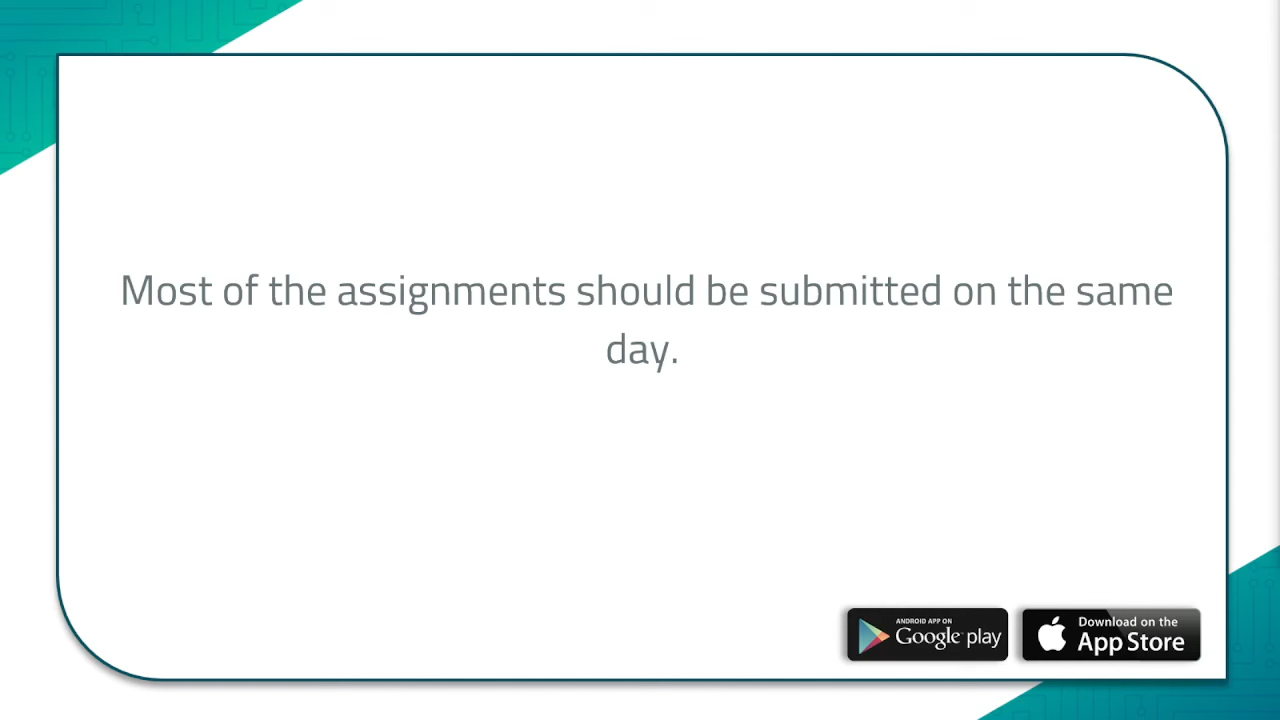 Most of the assignments should be submitted on the same
day.
ANDROID APP ON
Google play
Download on the
App Store